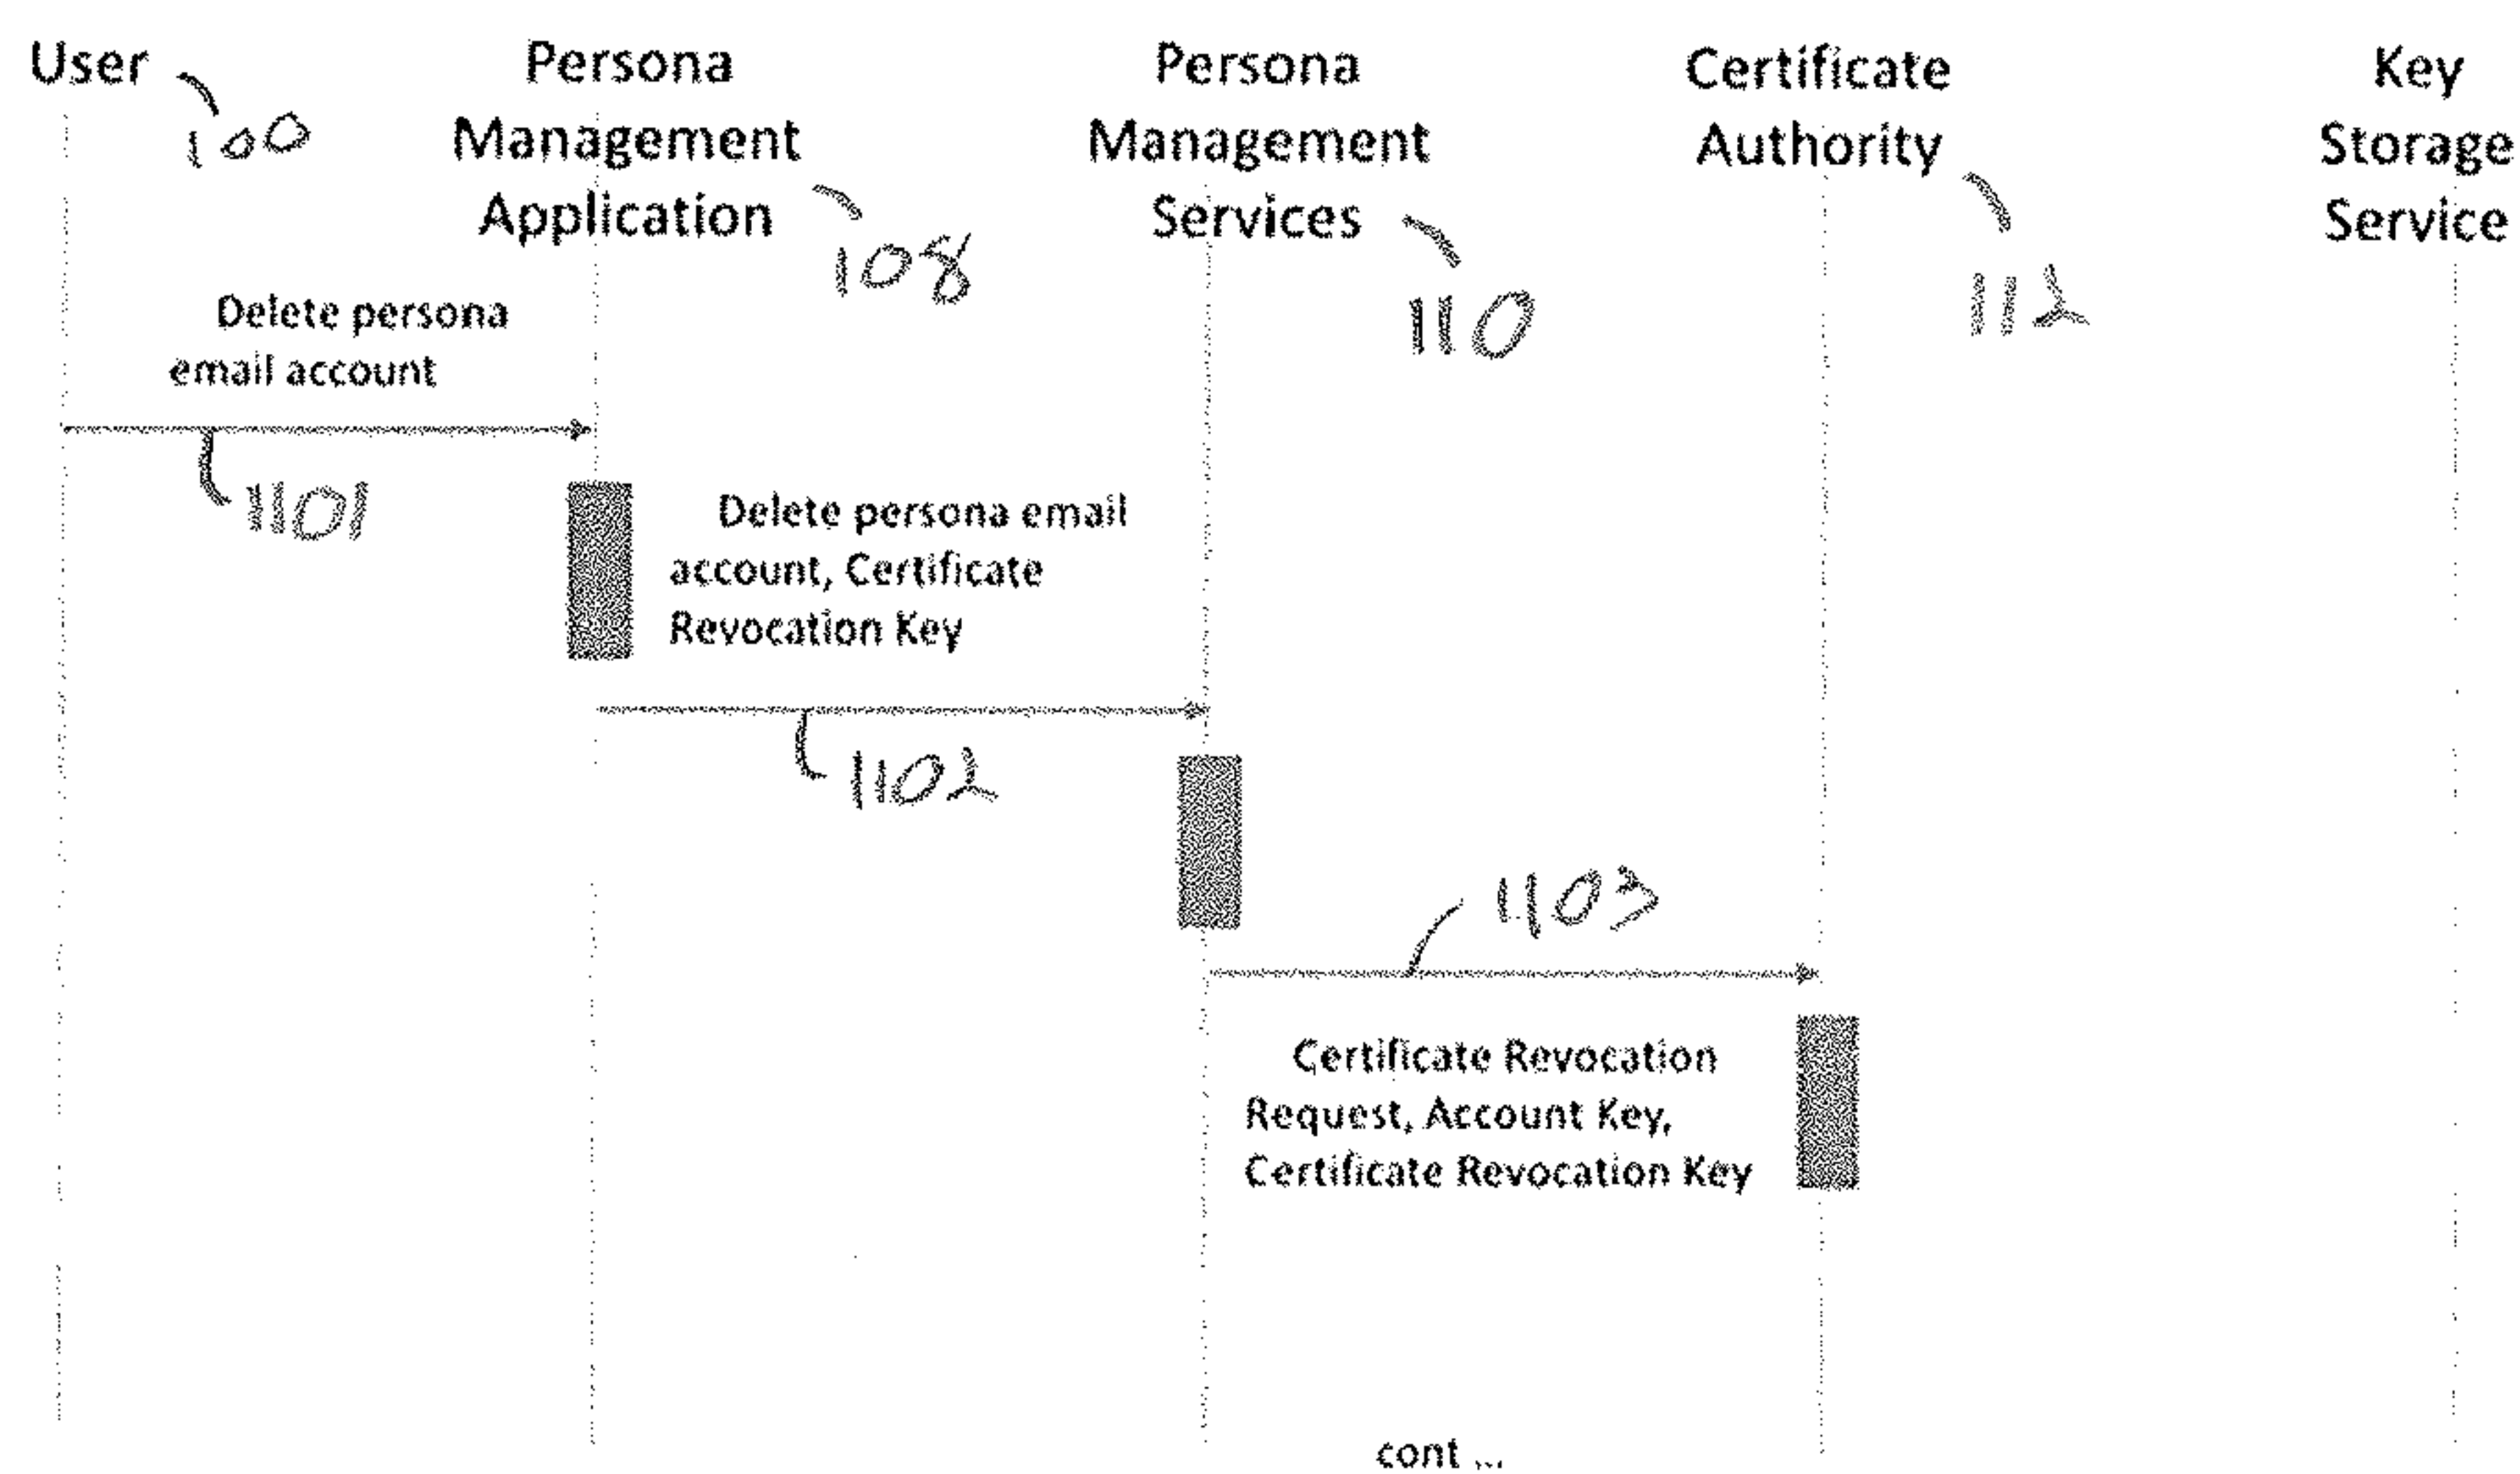 User
100
Persona
Management
Application
108
Persona
Management
Services
110
Certificate
Authority
112
Key
Storage
Service
Delete persona
email account
1101
Delete persona email
account, Certificate
Revocation Key
1102
1103
Certificate Revocation
Request, Account Key,
Certificate Revocation Key
cont ...